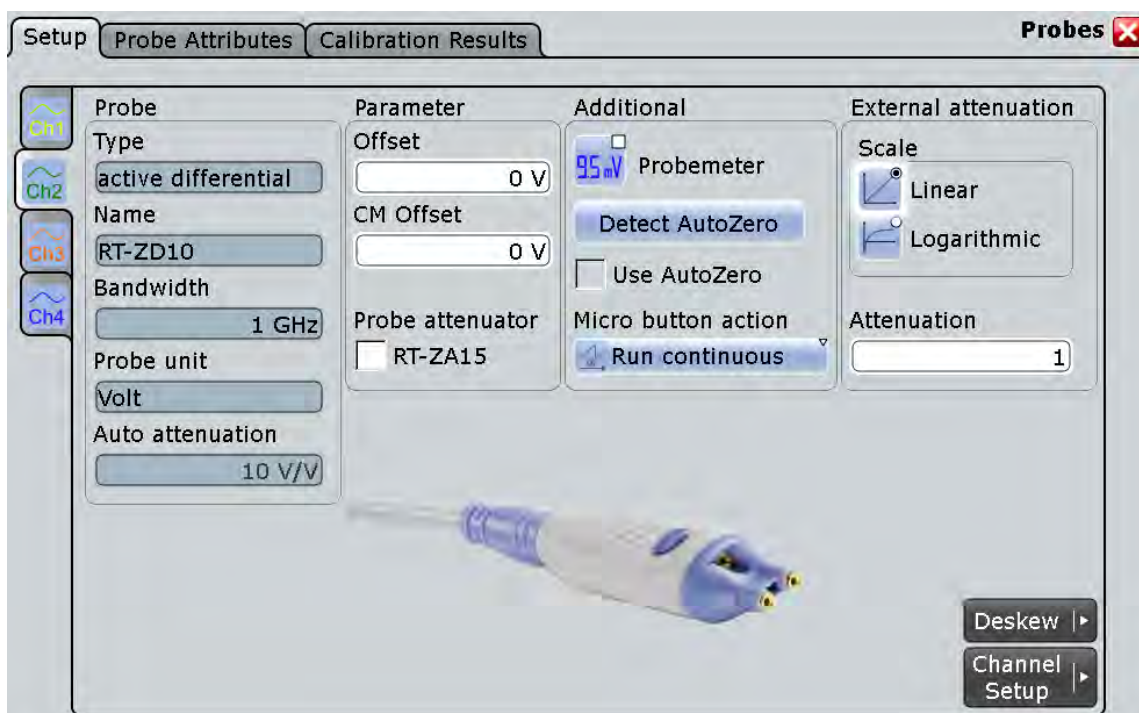 Setup
Probe Attributes
Calibration Results
Probes
Ch1
Ch2
Ch3
Ch4
Probe
Type
active differential
Name
RT-ZD10
Bandwidth
1 GHz
Probe unit
Volt
Auto attenuation
10 V/V
Parameter
Offset
0 V
CM Offset
0 V
Probe attenuator
RT-ZA15
Additional
9.5mV Probemeter
Detect AutoZero
Use AutoZero
Micro button action
Run continuous
External attenuation
Scale
Linear
Logarithmic
Attenuation
1
Deskew
Channel
Setup